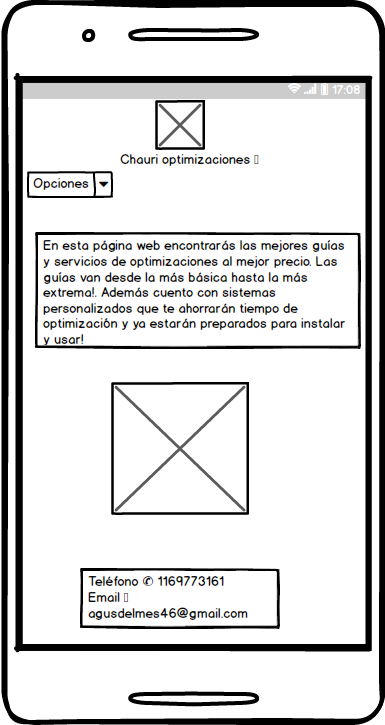 17:08
Chauri optimizaciones
Opciones
En esta página web encontrarás las mejores guías
y servicios de optimizaciones al mejor precio. Las
guías van desde la más básica hasta la más
extrema!. Además cuento con sistemas
personalizados que te ahorrarán tiempo de
optimización y ya estarán preparados para instalar
y usar!
Teléfono ✆ 1169773161
Email
agusdelmes46@gmail.com